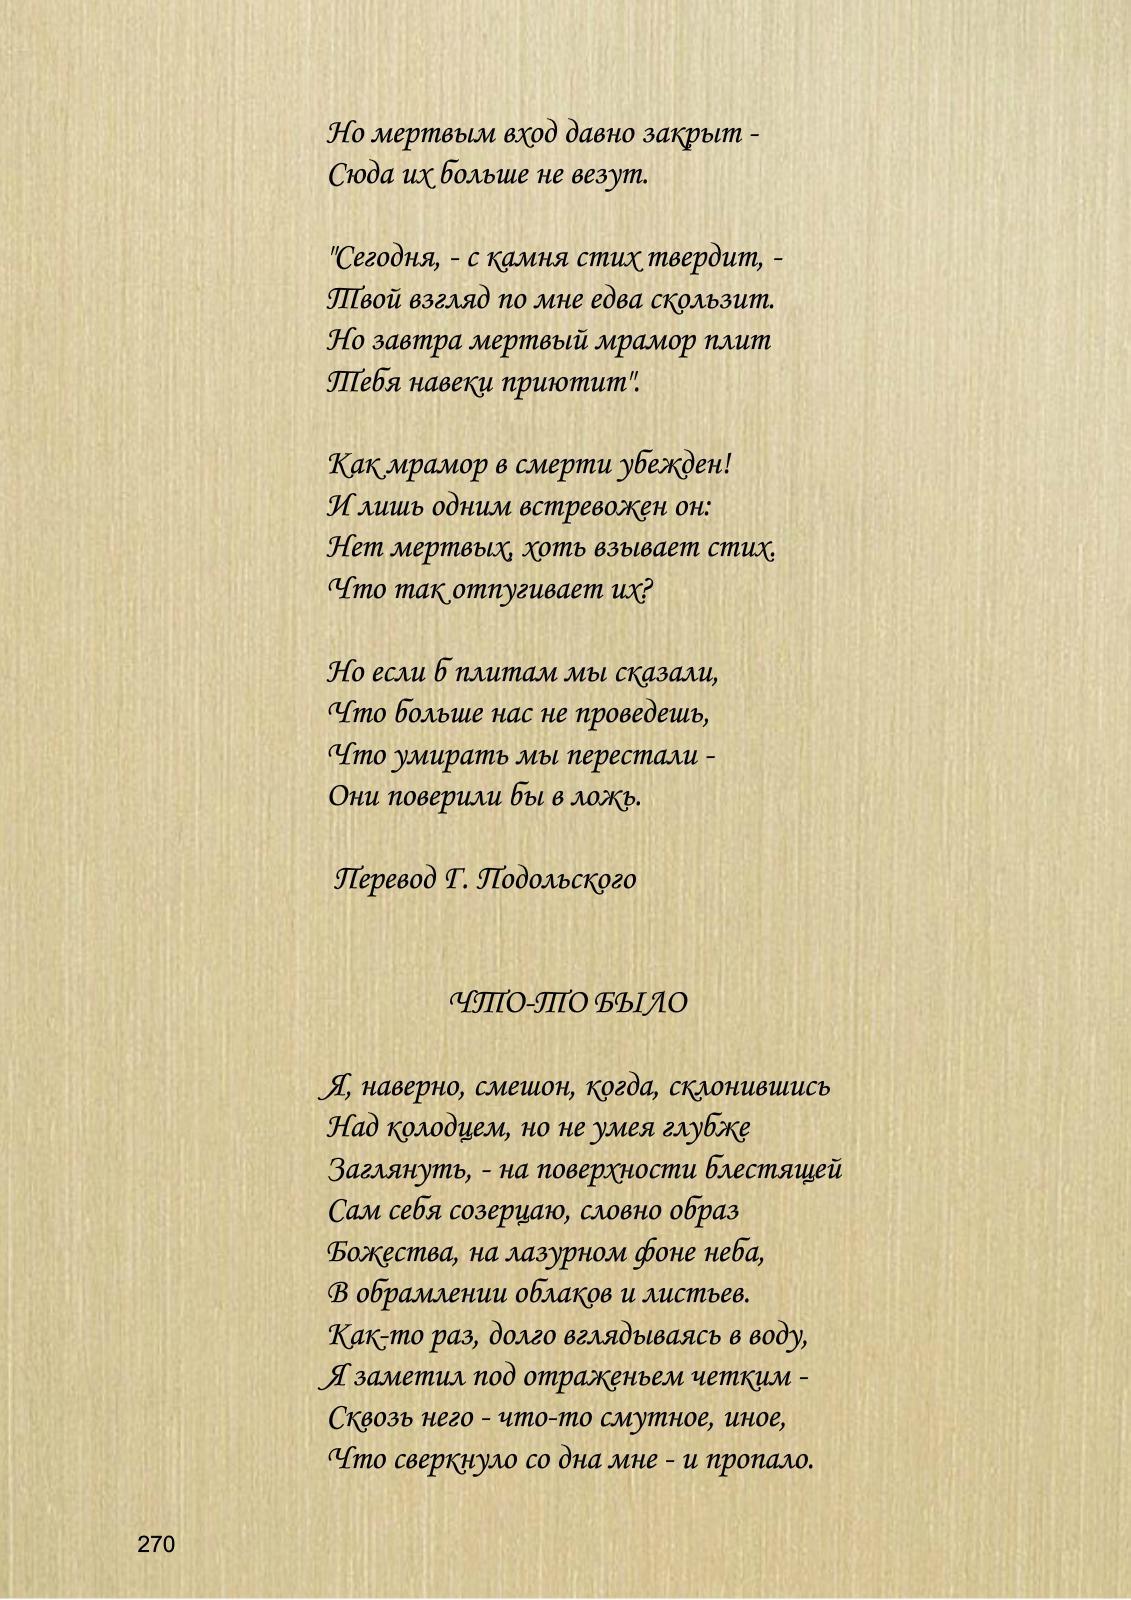 Но мертвым вход давно закрыт -
Сюда их больше не везут.
"Сегодня, - с камня стих твердит, -
Твой взгляд по мне едва скользит.
Но завтра мертвый мрамор плит
Тебя навеки приютит".
Как мрамор в смерти убежден!
И лишь одним встревожен он:
Нет мертвых, хоть взывает стих.
Что так отпугивает их?
Но если б плитам мы сказали,
Что больше нас не проведешь,
Что умирать мы перестали -
Они поверили бы в ложь.
Перевод Г. Подольского
ЧТО-ТО БЫЛО
Я, наверно, смешон, когда, склонившись
Над колодцем, но не умея глубже
Заглянуть, - на поверхности блестящей
Сам себя созерцаю, словно образ
Божества, на лазурном фоне неба,
В обрамлении облаков и листьев.
Как-то раз, долго вглядываясь в воду,
Я заметил под отраженьем четким -
Сквозь него - что-то смутное, иное,
Что сверкнуло со дна мне - и пропало.
270